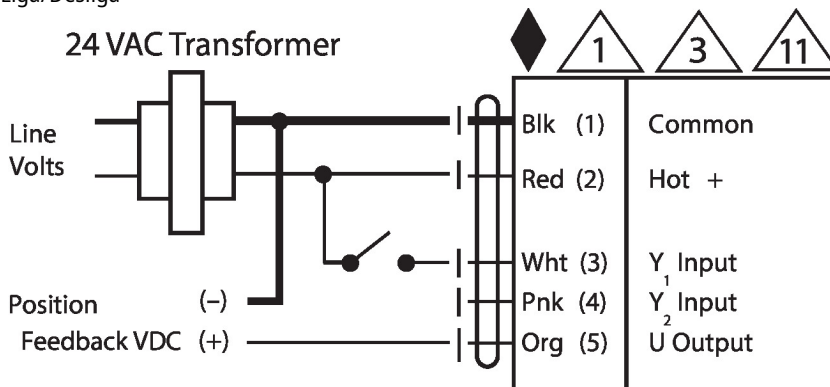 24 VAC Transformer
1
3
11
Line
Volts
Blk (1) Common
Red (2) Hot +
Wht (3) Y1 Input
Pnk (4) Y2 Input
Org (5) U Output
Position (–)
Feedback VDC (+)